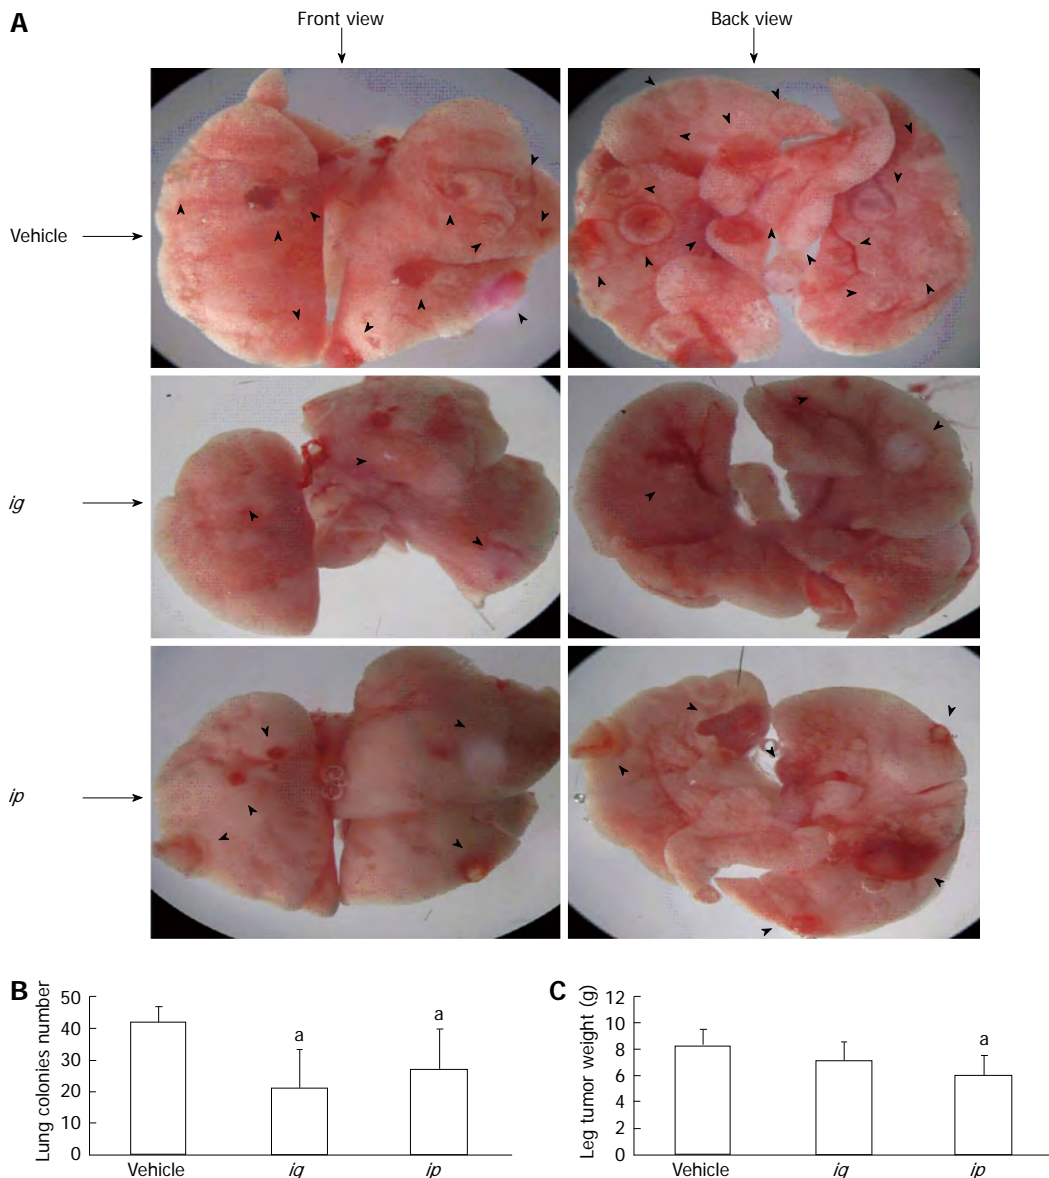 A
Front view
Back view
Vehicle
ig
ip
B
Lung colonies number
50
40
30
20
10
0
a
a
Vehicle
ig
ip
C
Leg tumor weight (g)
12
10
8
6
4
2
0
a
Vehicle
ig
ip